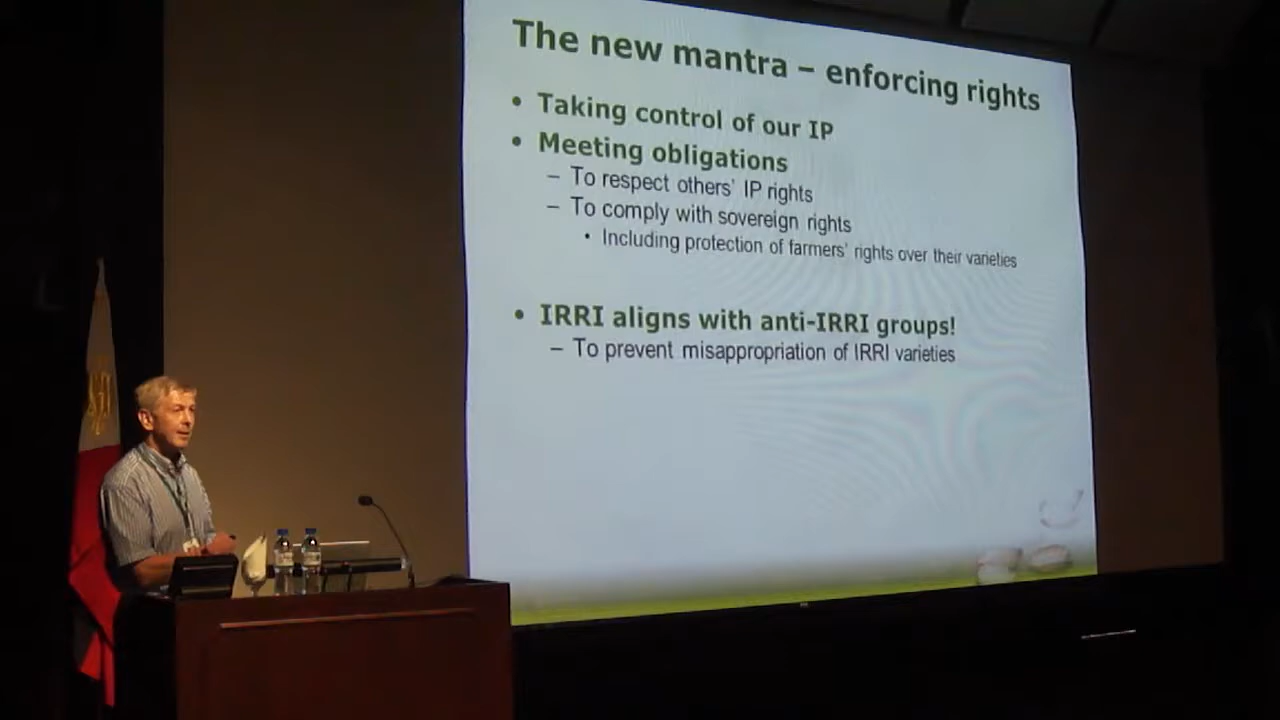 The new mantra – enforcing rights
• Taking control of our IP
• Meeting obligations
– To respect others' IP rights
– To comply with sovereign rights
• Including protection of farmers' rights over their varieties
• IRRI aligns with anti-IRRI groups!
– To prevent misappropriation of IRRI varieties